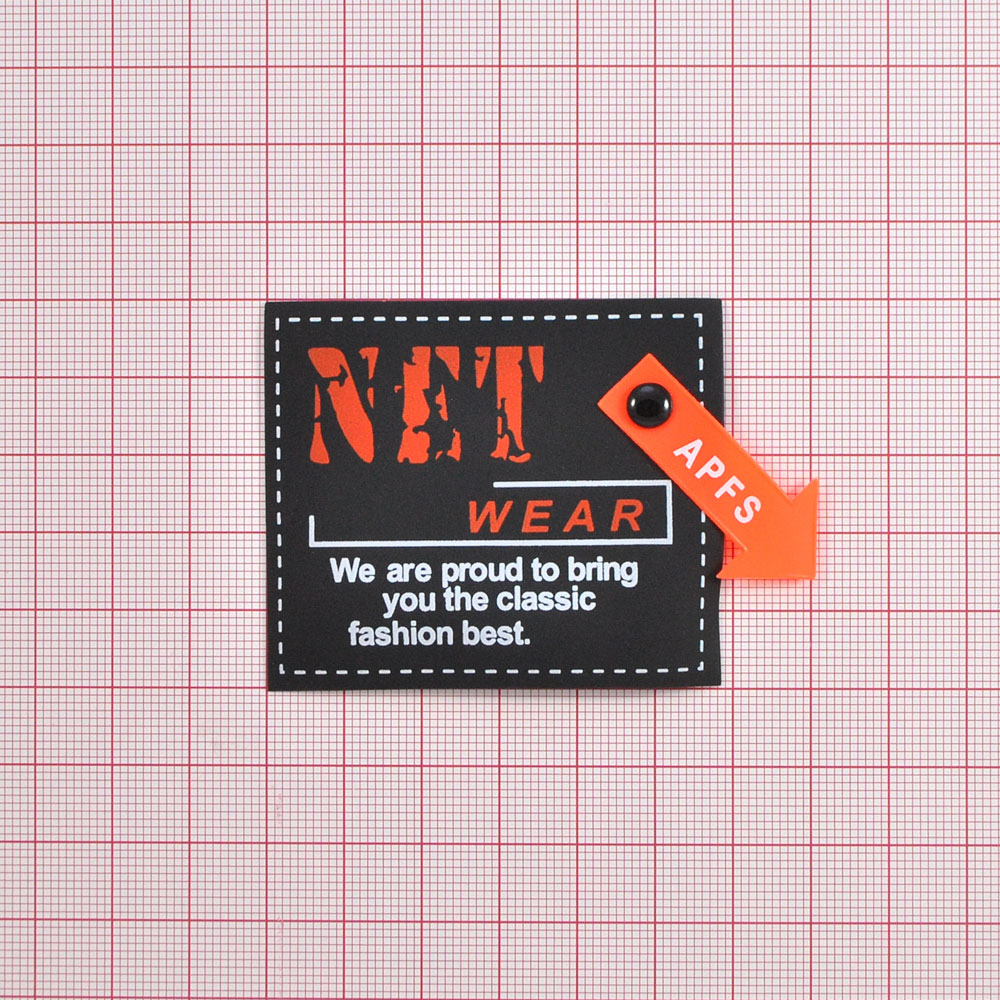 NET
WEAR
APFS
We are proud to bring
you the classic
fashion best.